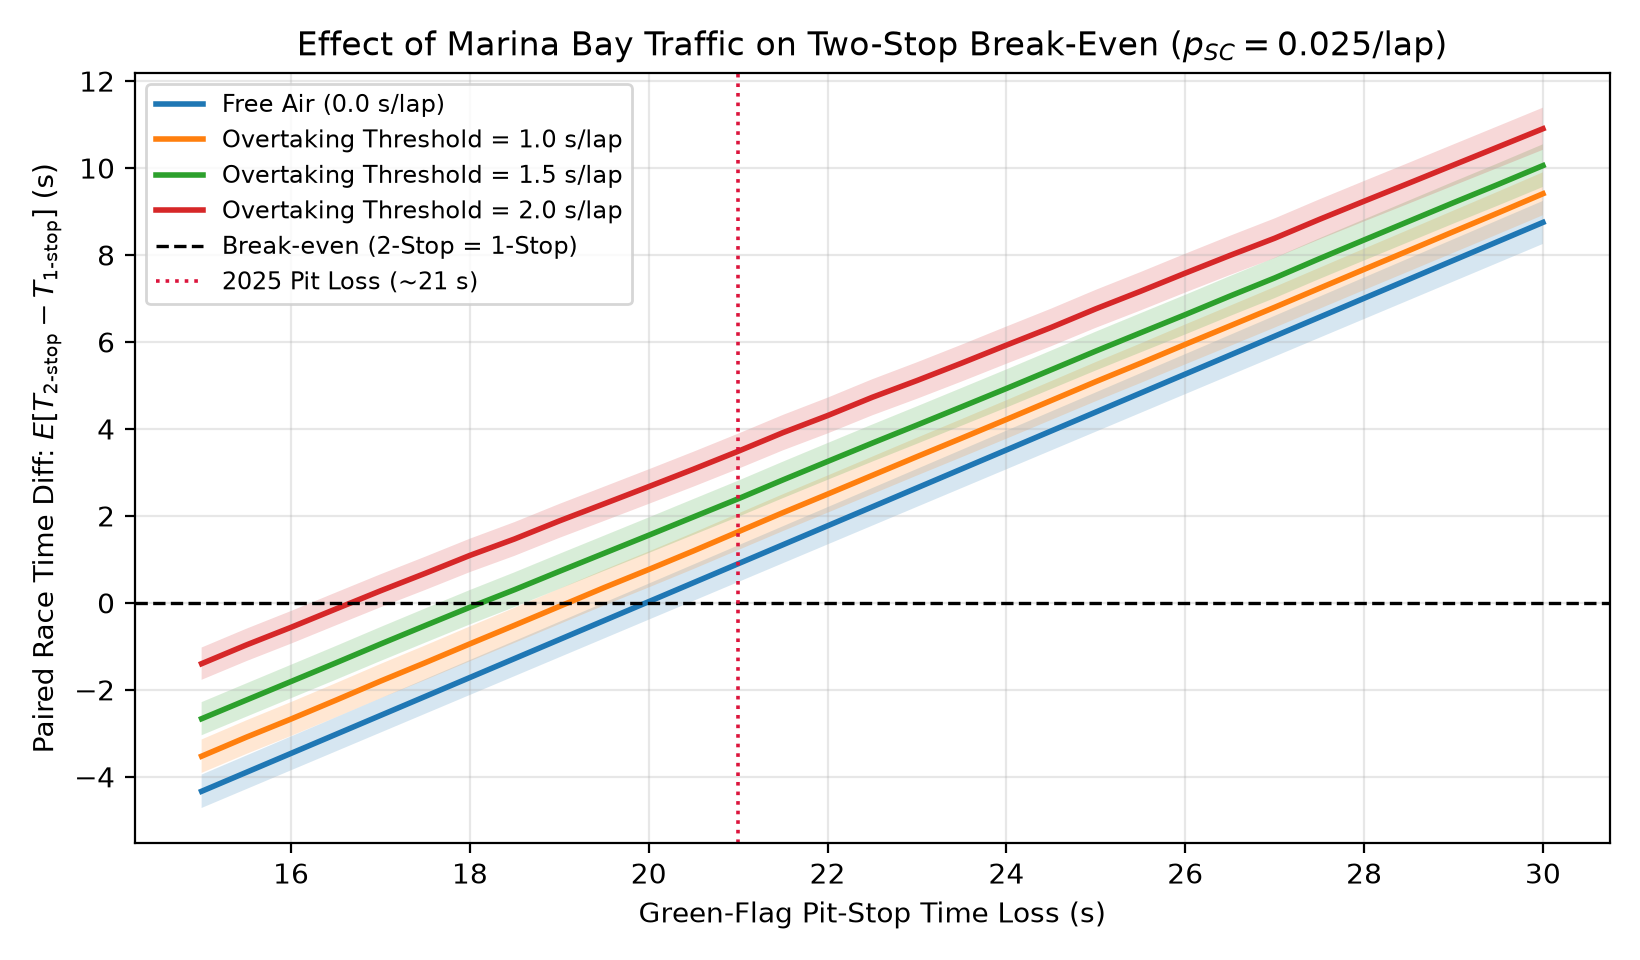 Effect of Marina Bay Traffic on Two-Stop Break-Even (p_SC = 0.025/lap)
12
10
8
6
4
2
0
−2
−4
Paired Race Time Diff: E[T_2-stop − T_1-stop] (s)
Free Air (0.0 s/lap)
Overtaking Threshold = 1.0 s/lap
Overtaking Threshold = 1.5 s/lap
Overtaking Threshold = 2.0 s/lap
Break-even (2-Stop = 1-Stop)
2025 Pit Loss (~21 s)
16 18 20 22 24 26 28 30
Green-Flag Pit-Stop Time Loss (s)